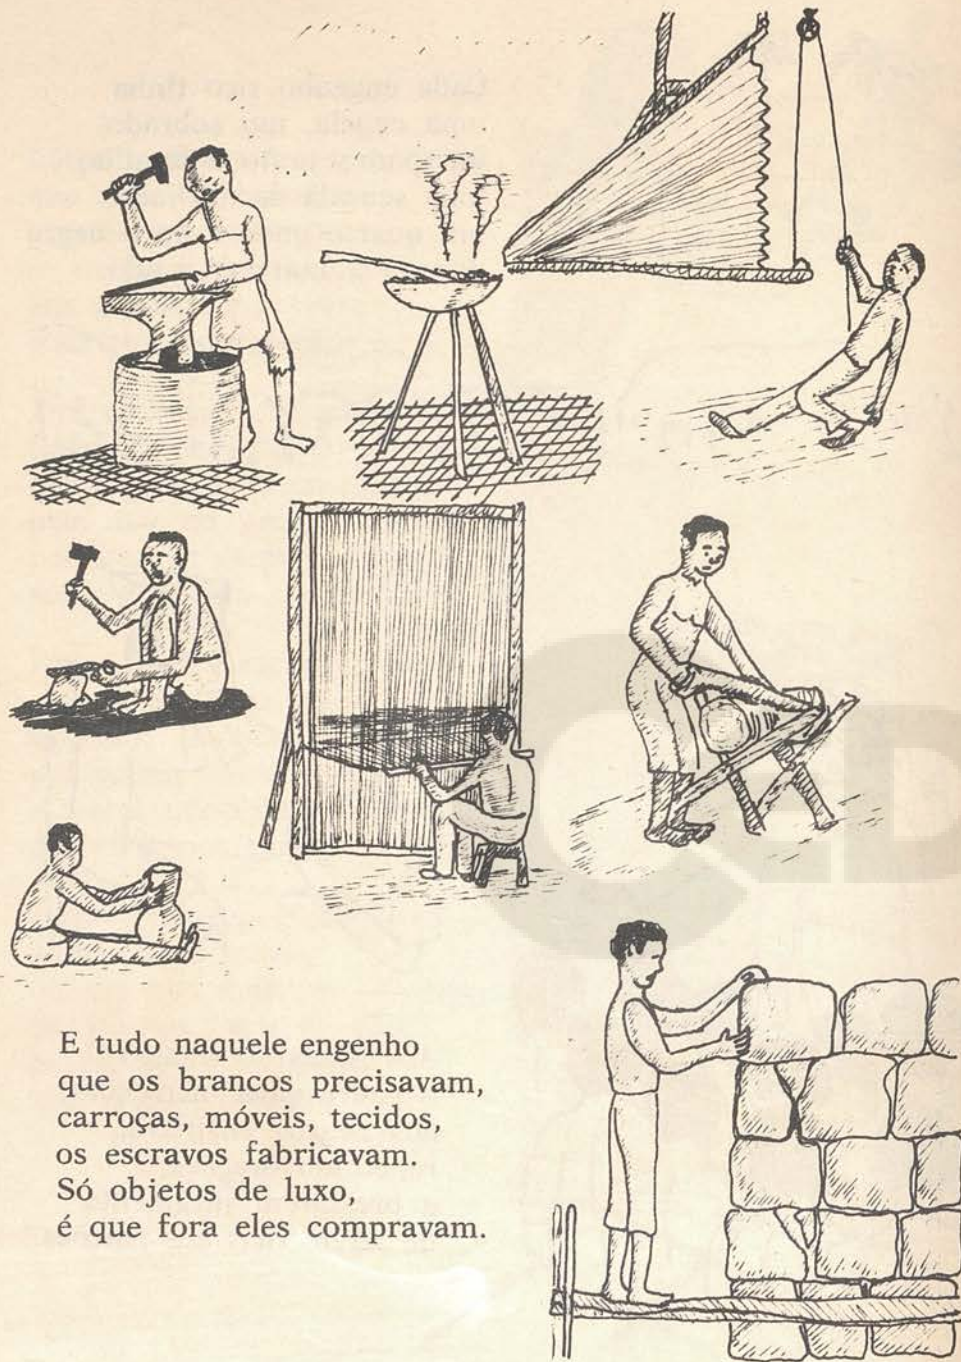 E tudo naquele engenho
que os brancos precisavam,
carroças, móveis, tecidos,
os escravos fabricavam.
Só objetos de luxo,
é que fora eles compravam.